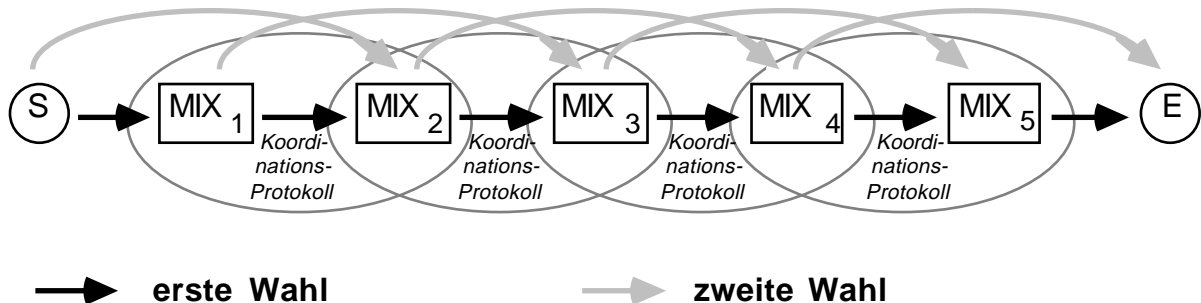 S
MIX 1
MIX 2
MIX 3
MIX 4
MIX 5
E
Koordi-
nations-
Protokoll
Koordi-
nations-
Protokoll
Koordi-
nations-
Protokoll
Koordi-
nations-
Protokoll
erste Wahl
zweite Wahl